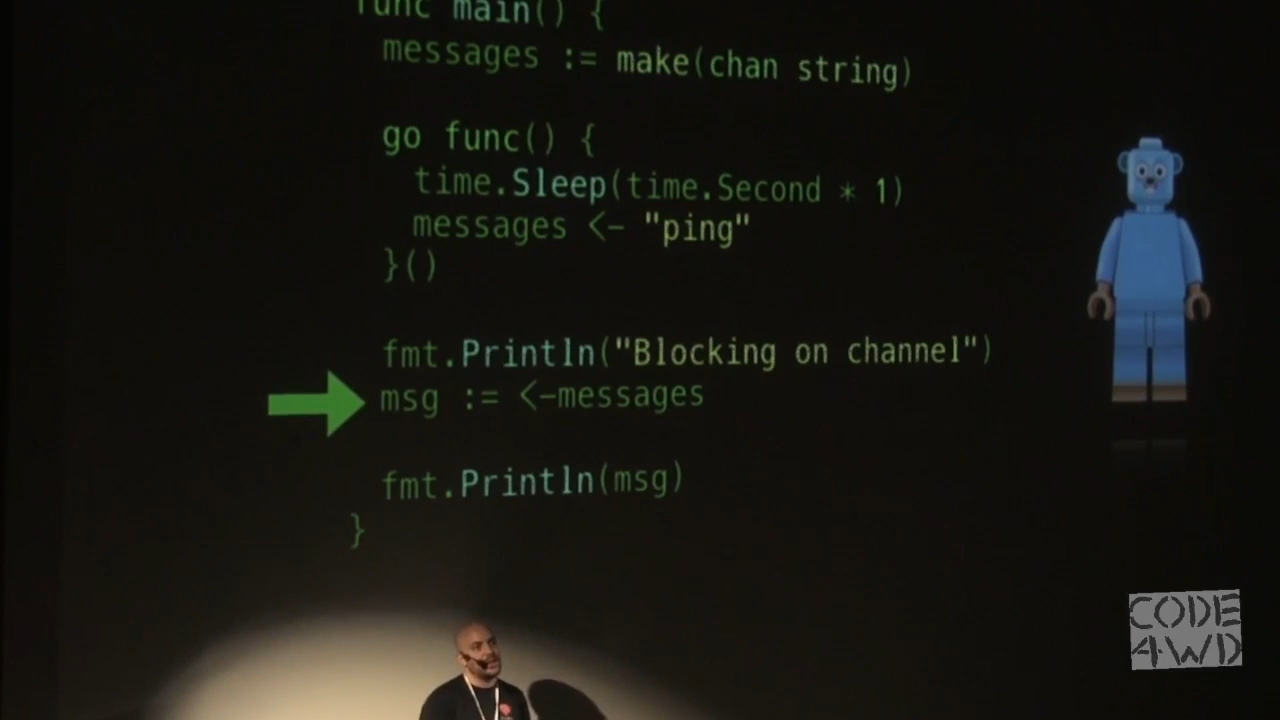 func main() {
messages := make(chan string)
go func() {
time.Sleep(time.Second * 1)
messages <- "ping"
}()
fmt.Println("Blocking on channel")
msg := <-messages
fmt.Println(msg)
}
CODE
4WD